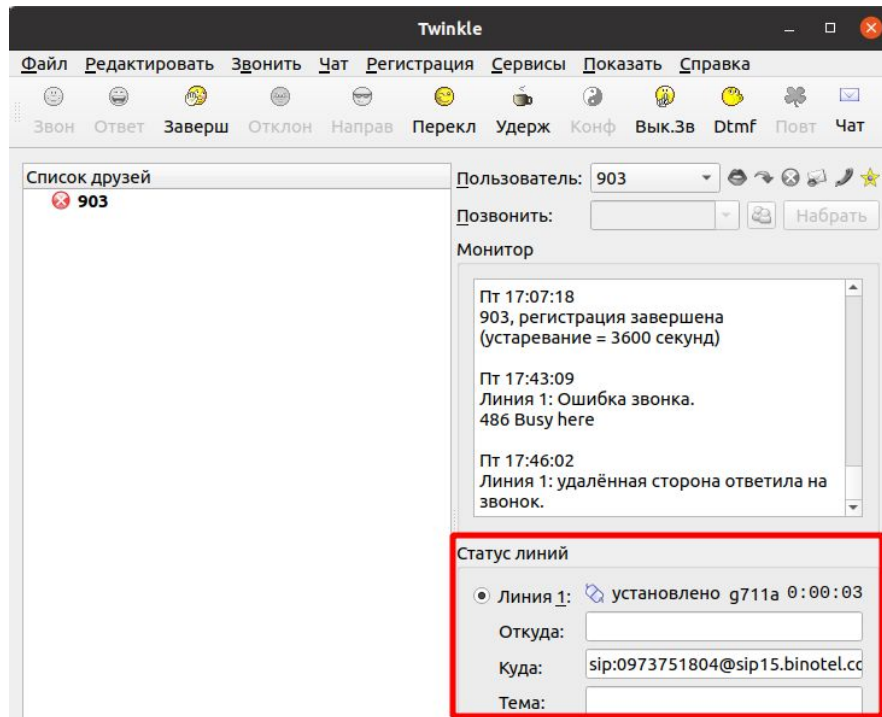 Twinkle
Файл Редактировать Звонить Чат Регистрация Сервисы Показать Справка
Звон Ответ Заверш Отклон Направ Перекл Удерж Конф Вык.Зв Dtmf Повт Чат
Список друзей
903
Пользователь: 903
Позвонить: Набрать
Монитор
Пт 17:07:18
903, регистрация завершена
(устаревание = 3600 секунд)
Пт 17:43:09
Линия 1: Ошибка звонка.
486 Busy here
Пт 17:46:02
Линия 1: удалённая сторона ответила на
звонок.
Статус линий
Линия 1: установлено g711a 0:00:03
Откуда:
Куда: sip:0973751804@sip15.binotel.cc
Тема: